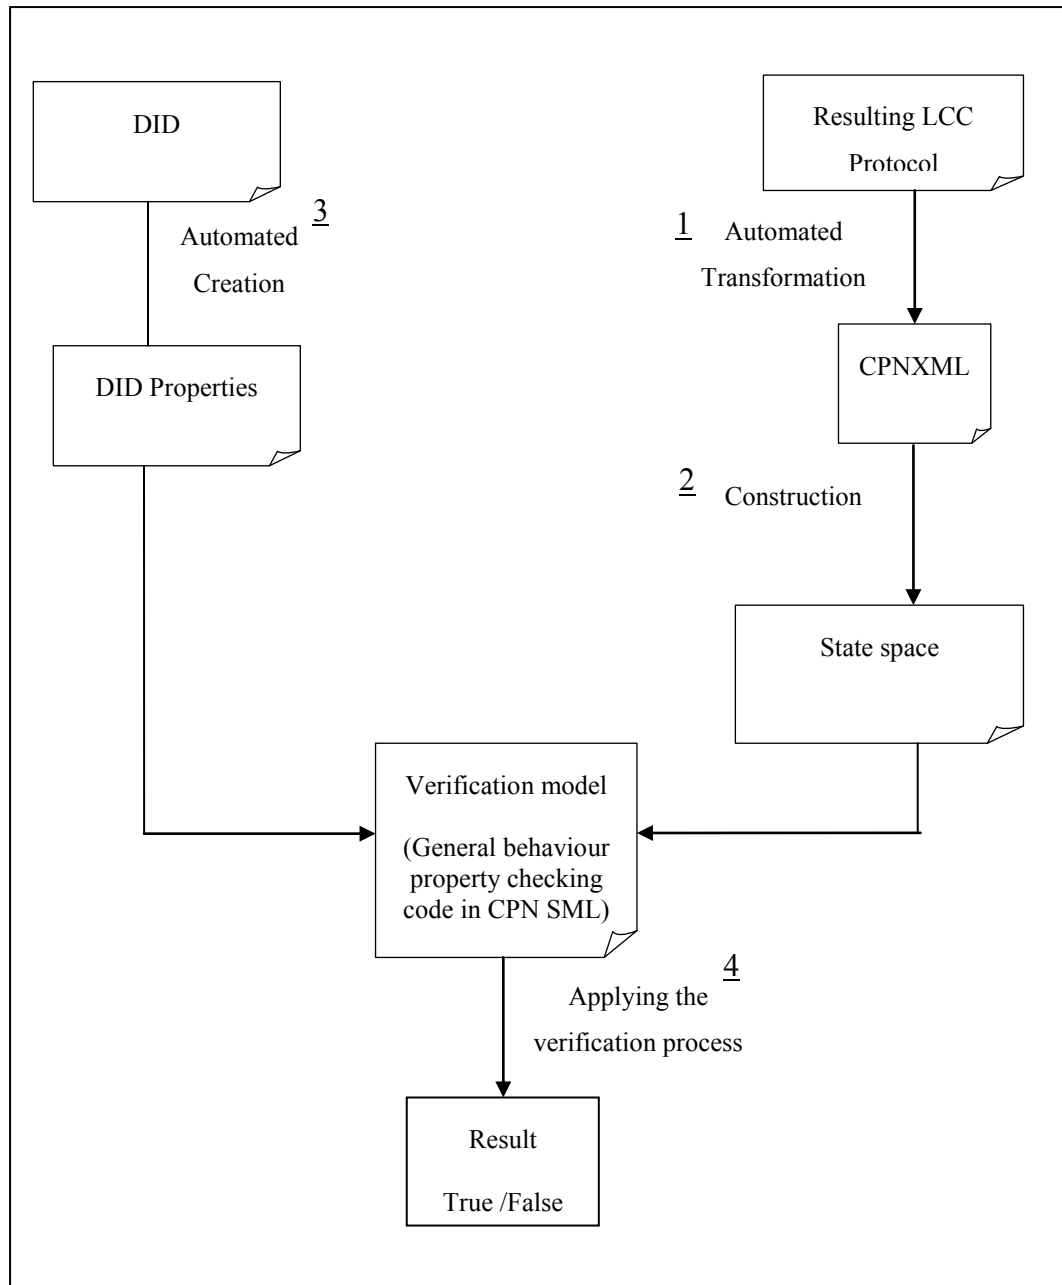 DID
Resulting LCC
Protocol
3
Automated
Creation
1
Automated
Transformation
DID Properties
CPNXML
2
Construction
State space
Verification model
(General behaviour
property checking
code in CPN SML)
4
Applying the
verification process
Result
True /False